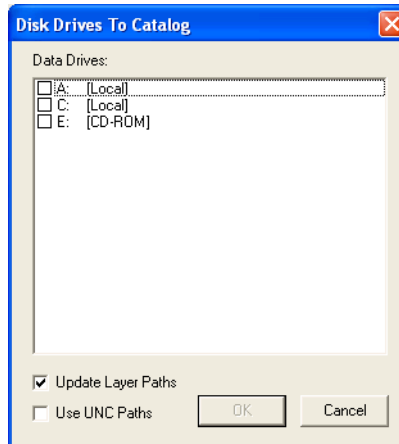 Disk Drives To Catalog
Data Drives:
A: [Local]
C: [Local]
E: [CD-ROM]
Update Layer Paths
Use UNC Paths
OK
Cancel